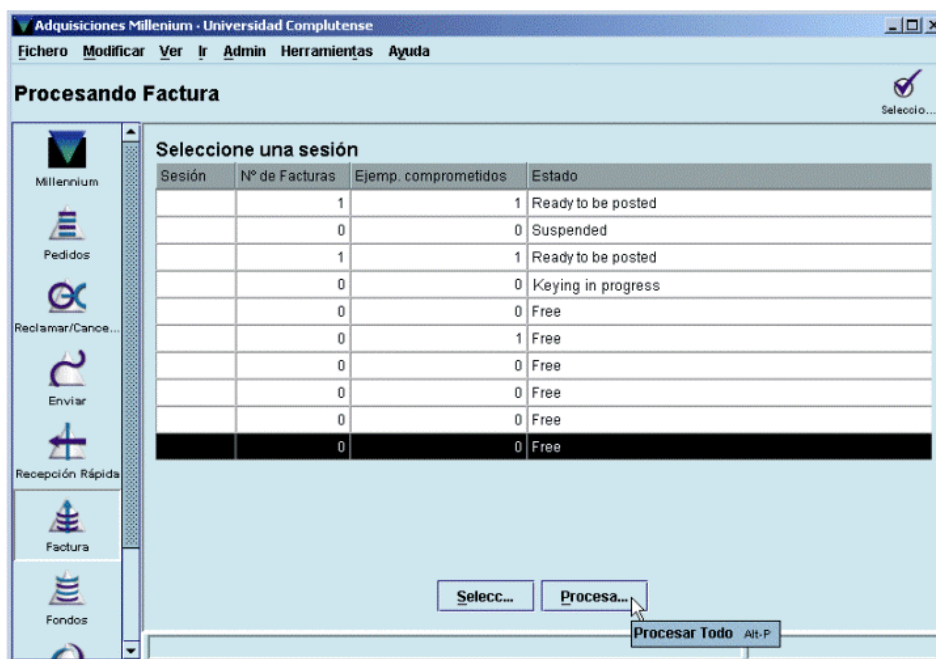 Adquisiciones Millenium · Universidad Complutense
Fichero Modificar Ver Ir Admin Herramientas Ayuda
Procesando Factura
Seleccio...
Millennium
Pedidos
Reclamar/Cance...
Enviar
Recepción Rápida
Factura
Fondos
Seleccione una sesión
Sesión Nº de Facturas Ejemp. comprometidos Estado
1 1 Ready to be posted
0 0 Suspended
1 1 Ready to be posted
0 0 Keying in progress
0 0 Free
0 1 Free
0 0 Free
0 0 Free
0 0 Free
0 0 Free
Selecc... Procesa...
Procesar Todo Alt-P